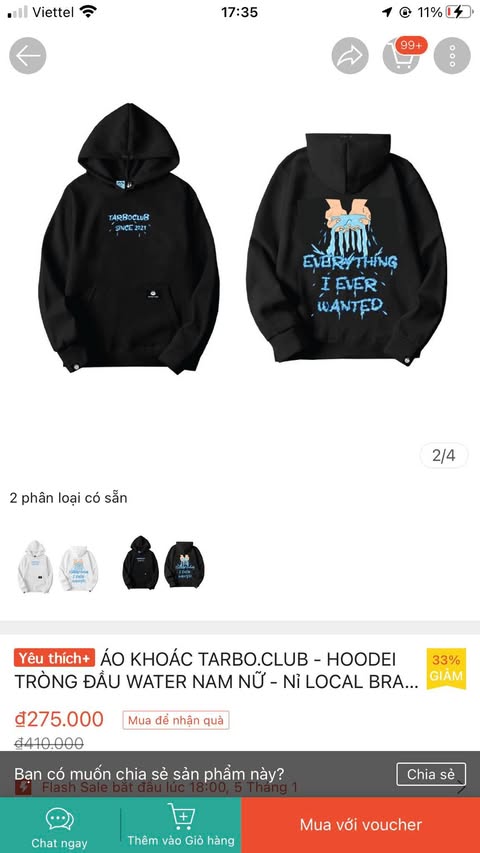 Viettel 17:35 11%
99+
TARBOCLUB
SINCE 2021
EVERYTHING
I EVER
WANTED
2/4
2 phân loại có sẵn
Yêu thích+ ÁO KHOÁC TARBO.CLUB - HOODEI
TRÒNG ĐẦU WATER NAM NỮ - Nỉ LOCAL BRA...
33%
GIẢM
₫275.000 Mua để nhận quà
₫410.000
Bạn có muốn chia sẻ sản phẩm này? Chia sẻ
Flash Sale bắt đầu lúc 18:00, 5 Tháng 1
Chat ngay
Thêm vào Giỏ hàng
Mua với voucher